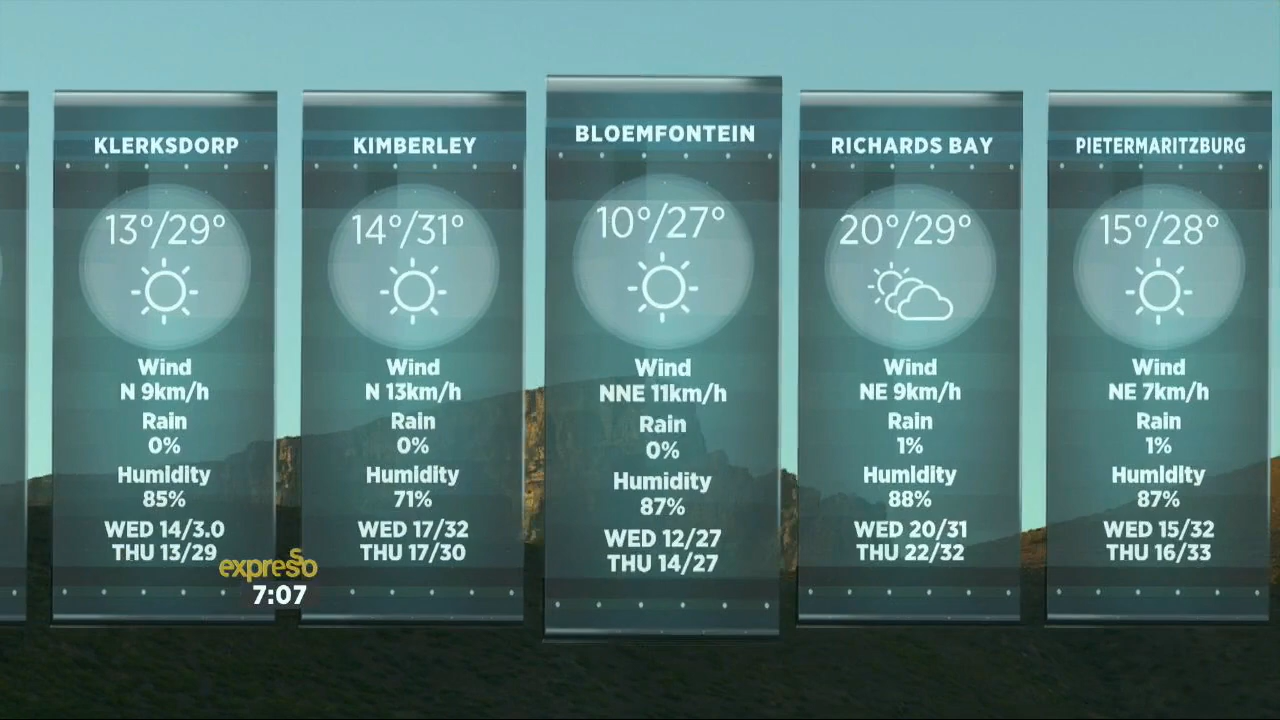 KLERKSDORP
13°/29°
Wind
N 9km/h
Rain
0%
Humidity
85%
WED 14/3.0
THU 13/29
KIMBERLEY
14°/31°
Wind
N 13km/h
Rain
0%
Humidity
71%
WED 17/32
THU 17/30
BLOEMFONTEIN
10°/27°
Wind
NNE 11km/h
Rain
0%
Humidity
87%
WED 12/27
THU 14/27
RICHARDS BAY
20°/29°
Wind
NE 9km/h
Rain
1%
Humidity
88%
WED 20/31
THU 22/32
PIETERMARITZBURG
15°/28°
Wind
NE 7km/h
Rain
1%
Humidity
87%
WED 15/32
THU 16/33
expresso
7:07